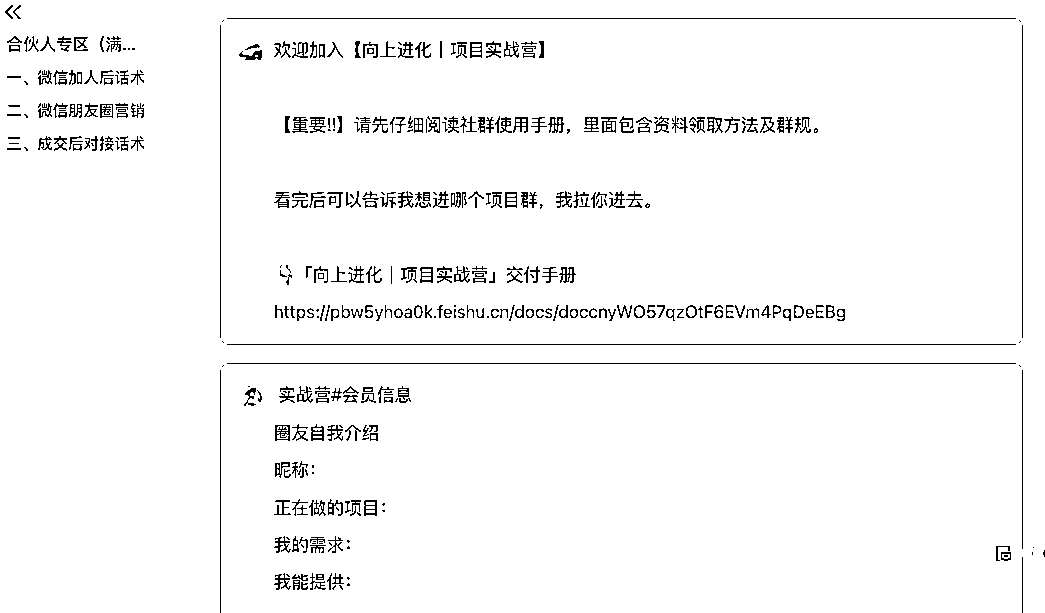 合伙人专区（满...
一、微信加人后话术
二、微信朋友圈营销
三、成交后对接话术
欢迎加入【向上进化｜项目实战营】
【重要!!】请先仔细阅读社群使用手册，里面包含资料领取方法及群规。
看完后可以告诉我想进哪个项目群，我拉你进去。
「向上进化｜项目实战营」交付手册
https://pbw5yhoa0k.feishu.cn/docs/doccnyWO57qzOtF6EVm4PqDeEBg
实战营#会员信息
圈友自我介绍
昵称：
正在做的项目：
我的需求：
我能提供：